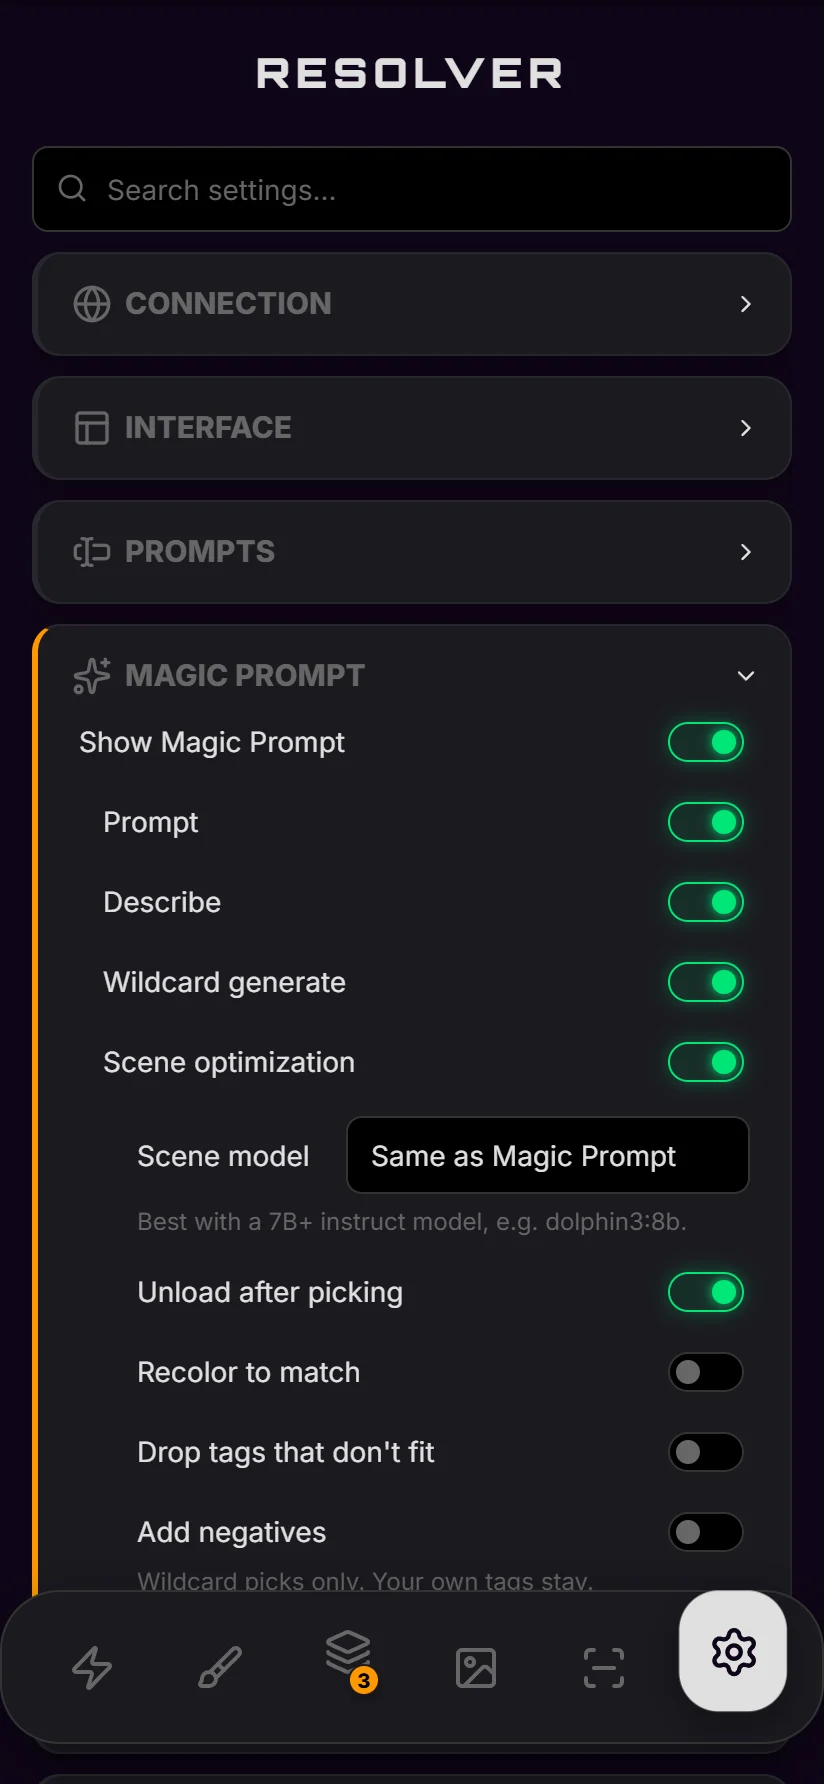 RESOLVER
Search settings...
CONNECTION
INTERFACE
PROMPTS
MAGIC PROMPT
Show Magic Prompt
Prompt
Describe
Wildcard generate
Scene optimization
Scene model
Same as Magic Prompt
Best with a 7B+ instruct model, e.g. dolphin3:8b.
Unload after picking
Recolor to match
Drop tags that don't fit
Add negatives
Wildcard picks only. Your own tags stay.
3